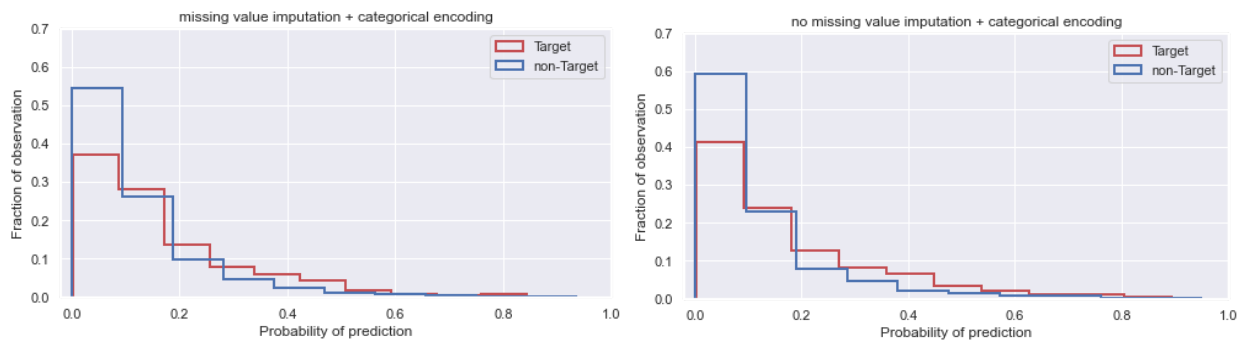 missing value imputation + categorical encoding
0.7
0.6
0.5
0.4
0.3
0.2
0.1
0.0
Fraction of observation
Target
non-Target
0.0 0.2 0.4 0.6 0.8 1.0
Probability of prediction
no missing value imputation + categorical encoding
0.7
0.6
0.5
0.4
0.3
0.2
0.1
0.0
Fraction of observation
Target
non-Target
0.0 0.2 0.4 0.6 0.8 1.0
Probability of prediction